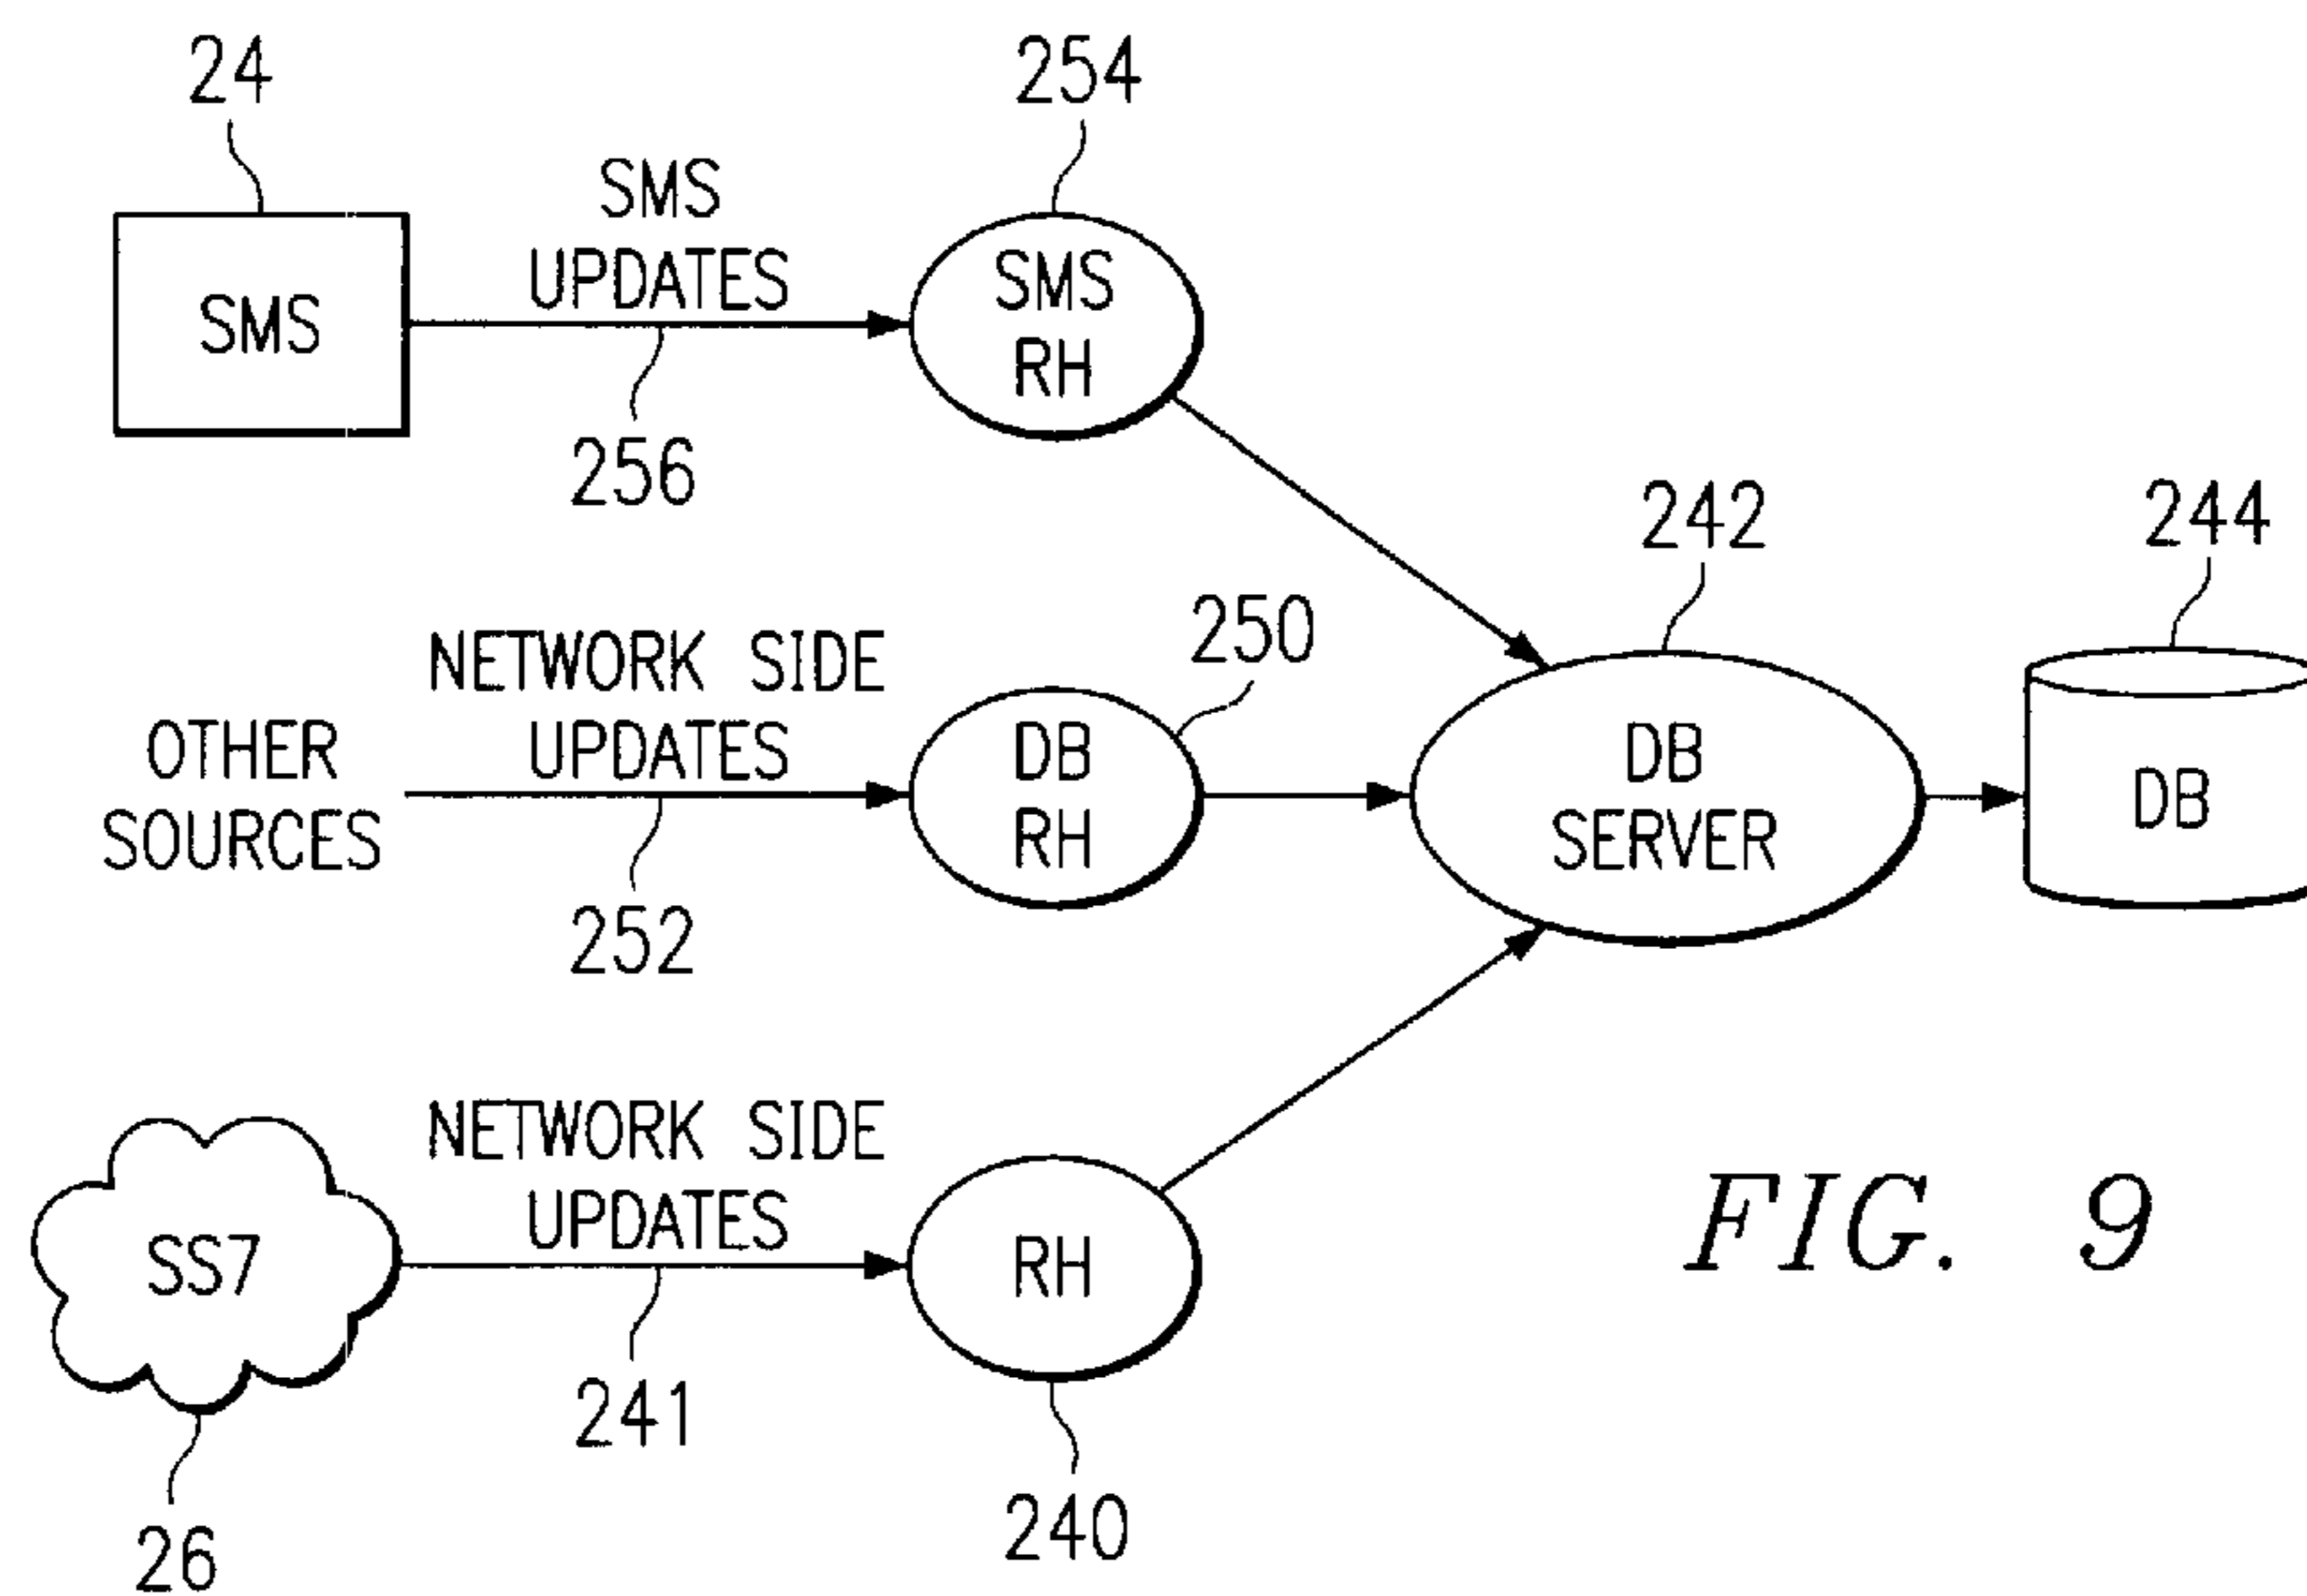 24
254
SMS
UPDATES
SMS
SMS
RH
256
242
244
250
NETWORK SIDE
UPDATES
OTHER
SOURCES
DB
RH
DB
SERVER
DB
252
NETWORK SIDE
UPDATES
SS7
RH
241
240
26
FIG. 9